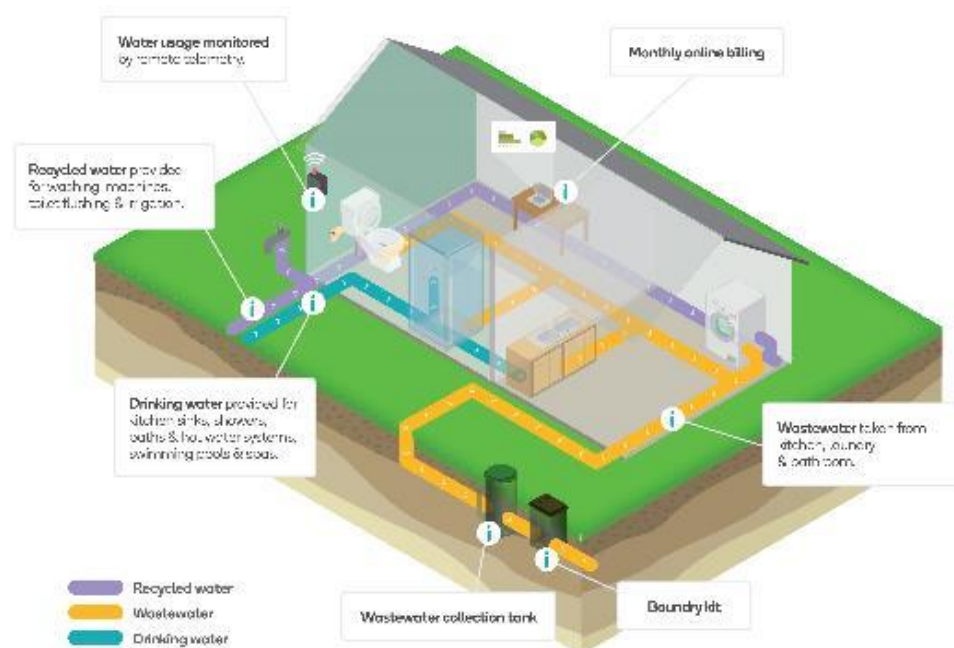 Water usage monitored
by remote telemetry.
Monthly online billing
Recycled water provided
for washing machines,
toilet flushing & irrigation.
Drinking water provided for
kitchen sinks, showers,
baths & hot water systems,
swimming pools & spas.
Wastewater taken from
kitchen, laundry
& bathroom.
Recycled water
Wastewater
Drinking water
Wastewater collection tank
Boundry kit